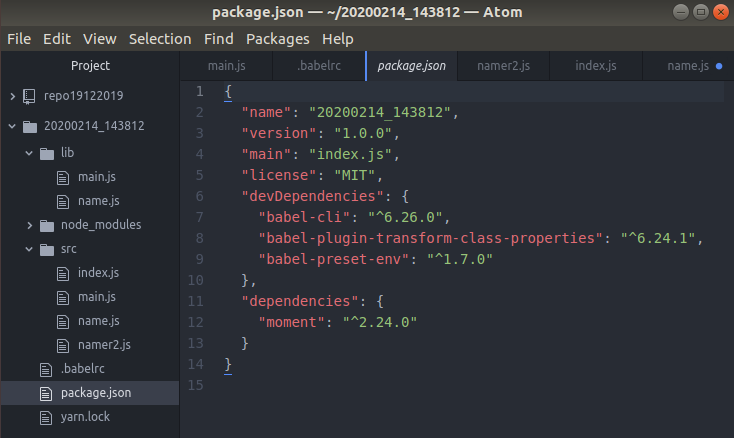 package.json — ~/20200214_143812 — Atom
File Edit View Selection Find Packages Help
Project
main.js .babelrc package.json namer2.js index.js name.js
repo19122019
20200214_143812
lib
main.js
name.js
node_modules
src
index.js
main.js
name.js
namer2.js
.babelrc
package.json
yarn.lock
1 {
2 "name": "20200214_143812",
3 "version": "1.0.0",
4 "main": "index.js",
5 "license": "MIT",
6 "devDependencies": {
7 "babel-cli": "^6.26.0",
8 "babel-plugin-transform-class-properties": "^6.24.1",
9 "babel-preset-env": "^1.7.0"
10 },
11 "dependencies": {
12 "moment": "^2.24.0"
13 }
14 }
15